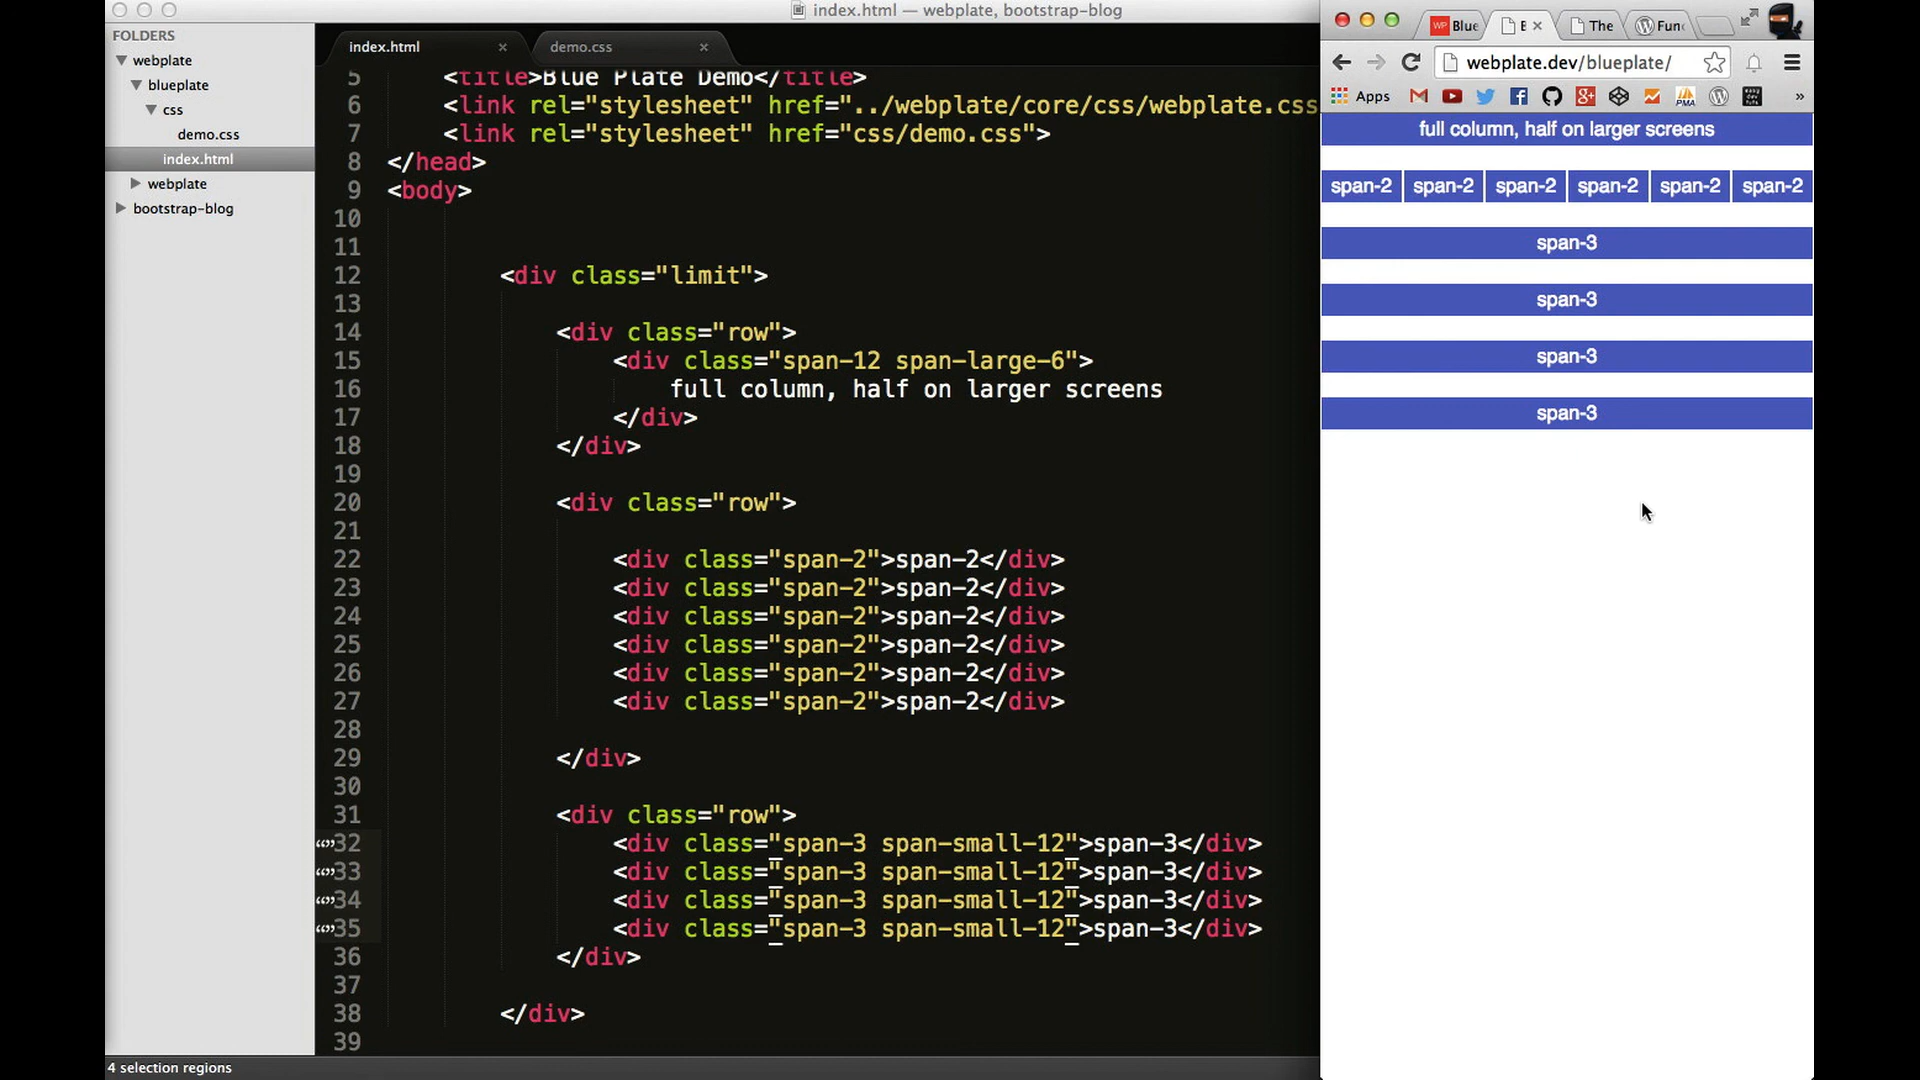 index.html — webplate, bootstrap-blog
FOLDERS
webplate
blueplate
css
demo.css
index.html
webplate
bootstrap-blog
index.html
demo.css
5 <title>Blue Plate Demo</title>
6 <link rel="stylesheet" href="../webplate/core/css/webplate.css
7 <link rel="stylesheet" href="css/demo.css">
8 </head>
9 <body>
10
11
12 <div class="limit">
13
14 <div class="row">
15 <div class="span-12 span-large-6">
16 full column, half on larger screens
17 </div>
18 </div>
19
20 <div class="row">
21
22 <div class="span-2">span-2</div>
23 <div class="span-2">span-2</div>
24 <div class="span-2">span-2</div>
25 <div class="span-2">span-2</div>
26 <div class="span-2">span-2</div>
27 <div class="span-2">span-2</div>
28
29 </div>
30
31 <div class="row">
32 <div class="span-3 span-small-12">span-3</div>
33 <div class="span-3 span-small-12">span-3</div>
34 <div class="span-3 span-small-12">span-3</div>
35 <div class="span-3 span-small-12">span-3</div>
36 </div>
37
38 </div>
39
4 selection regions
WP Blue
B
The
Func
webplate.dev/blueplate/
Apps
PMA
full column, half on larger screens
span-2 span-2 span-2 span-2 span-2 span-2
span-3
span-3
span-3
span-3